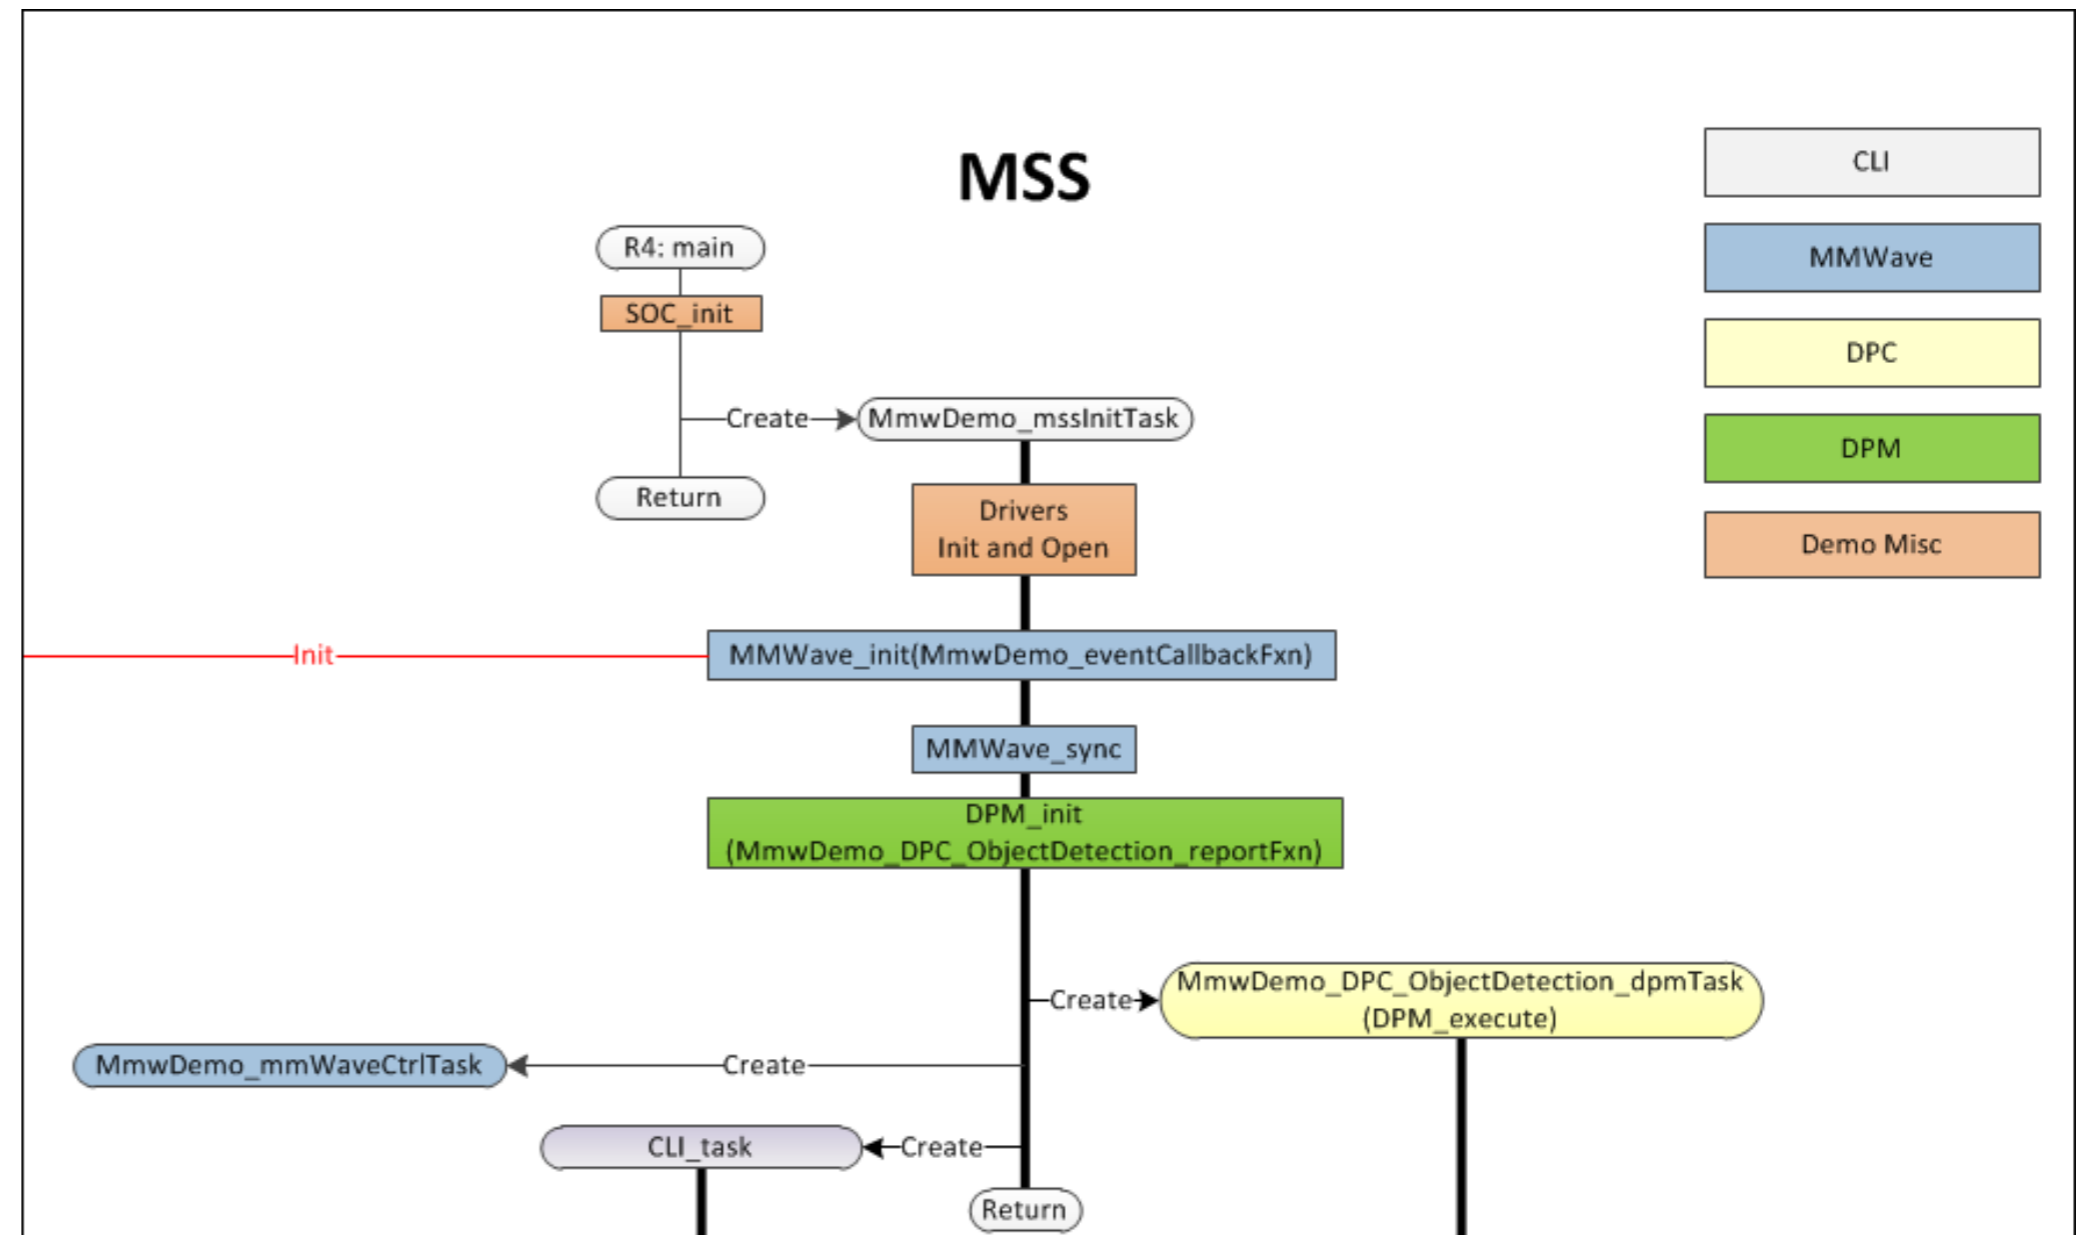 MSS
R4: main
SOC_init
Create
MmwDemo_mssInitTask
Return
Drivers
Init and Open
Init
MMWave_init(MmwDemo_eventCallbackFxn)
MMWave_sync
DPM_init
(MmwDemo_DPC_ObjectDetection_reportFxn)
Create
MmwDemo_DPC_ObjectDetection_dpmTask
(DPM_execute)
MmwDemo_mmWaveCtrlTask
Create
CLI_task
Create
Return
CLI
MMWave
DPC
DPM
Demo Misc